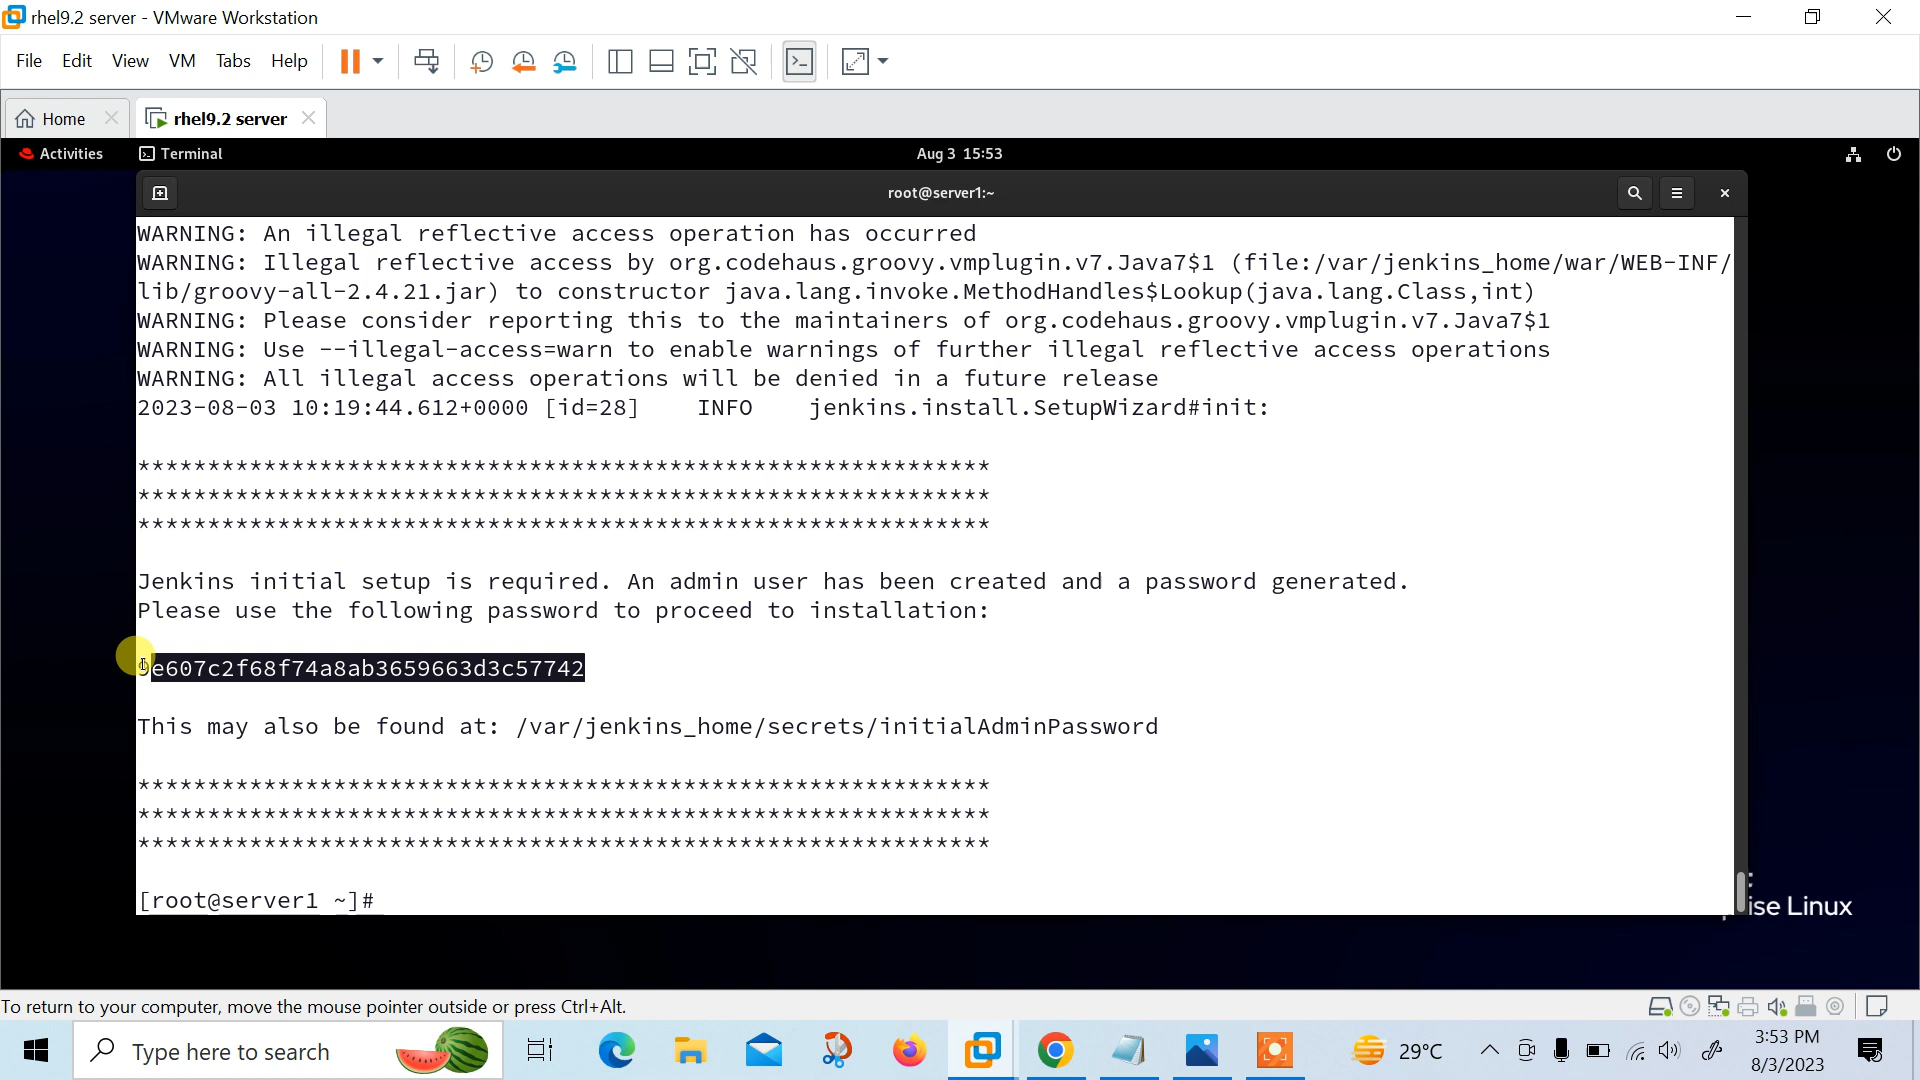 rhel9.2 server - VMware Workstation
File Edit View VM Tabs Help
Home
rhel9.2 server
Activities
Terminal
Aug 3 15:53
root@server1:~
WARNING: An illegal reflective access operation has occurred
WARNING: Illegal reflective access by org.codehaus.groovy.vmplugin.v7.Java7$1 (file:/var/jenkins_home/war/WEB-INF/
lib/groovy-all-2.4.21.jar) to constructor java.lang.invoke.MethodHandles$Lookup(java.lang.Class,int)
WARNING: Please consider reporting this to the maintainers of org.codehaus.groovy.vmplugin.v7.Java7$1
WARNING: Use --illegal-access=warn to enable warnings of further illegal reflective access operations
WARNING: All illegal access operations will be denied in a future release
2023-08-03 10:19:44.612+0000 [id=28] INFO jenkins.install.SetupWizard#init:
*************************************************************
*************************************************************
*************************************************************
Jenkins initial setup is required. An admin user has been created and a password generated.
Please use the following password to proceed to installation:
e607c2f68f74a8ab3659663d3c57742
This may also be found at: /var/jenkins_home/secrets/initialAdminPassword
*************************************************************
*************************************************************
*************************************************************
[root@server1 ~]#
ise Linux
To return to your computer, move the mouse pointer outside or press Ctrl+Alt.
Type here to search
29°C
3:53 PM
8/3/2023